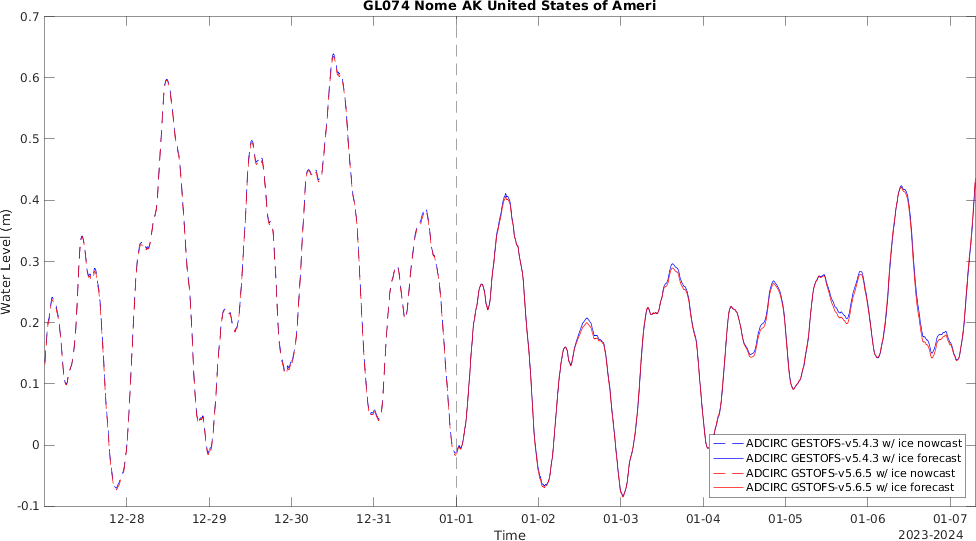 GL074 Nome AK United States of Ameri
0.7
0.6
0.5
0.4
0.3
0.2
0.1
0
-0.1
Water Level (m)
12-28 12-29 12-30 12-31 01-01 01-02 01-03 01-04 01-05 01-06 01-07
Time
2023-2024
ADCIRC GESTOFS-v5.4.3 w/ ice nowcast
ADCIRC GESTOFS-v5.4.3 w/ ice forecast
ADCIRC GSTOFS-v5.6.5 w/ ice nowcast
ADCIRC GSTOFS-v5.6.5 w/ ice forecast